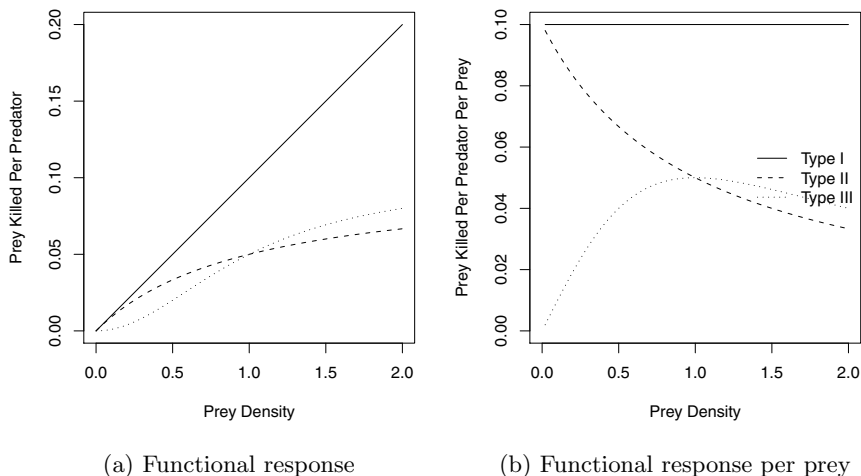 0.00 0.05 0.10 0.15 0.20
Prey Killed Per Predator
0.0 0.5 1.0 1.5 2.0
Prey Density
(a) Functional response
0.00 0.02 0.04 0.06 0.08 0.10
Prey Killed Per Predator Per Prey
Type I
Type II
Type III
0.0 0.5 1.0 1.5 2.0
Prey Density
(b) Functional response per prey